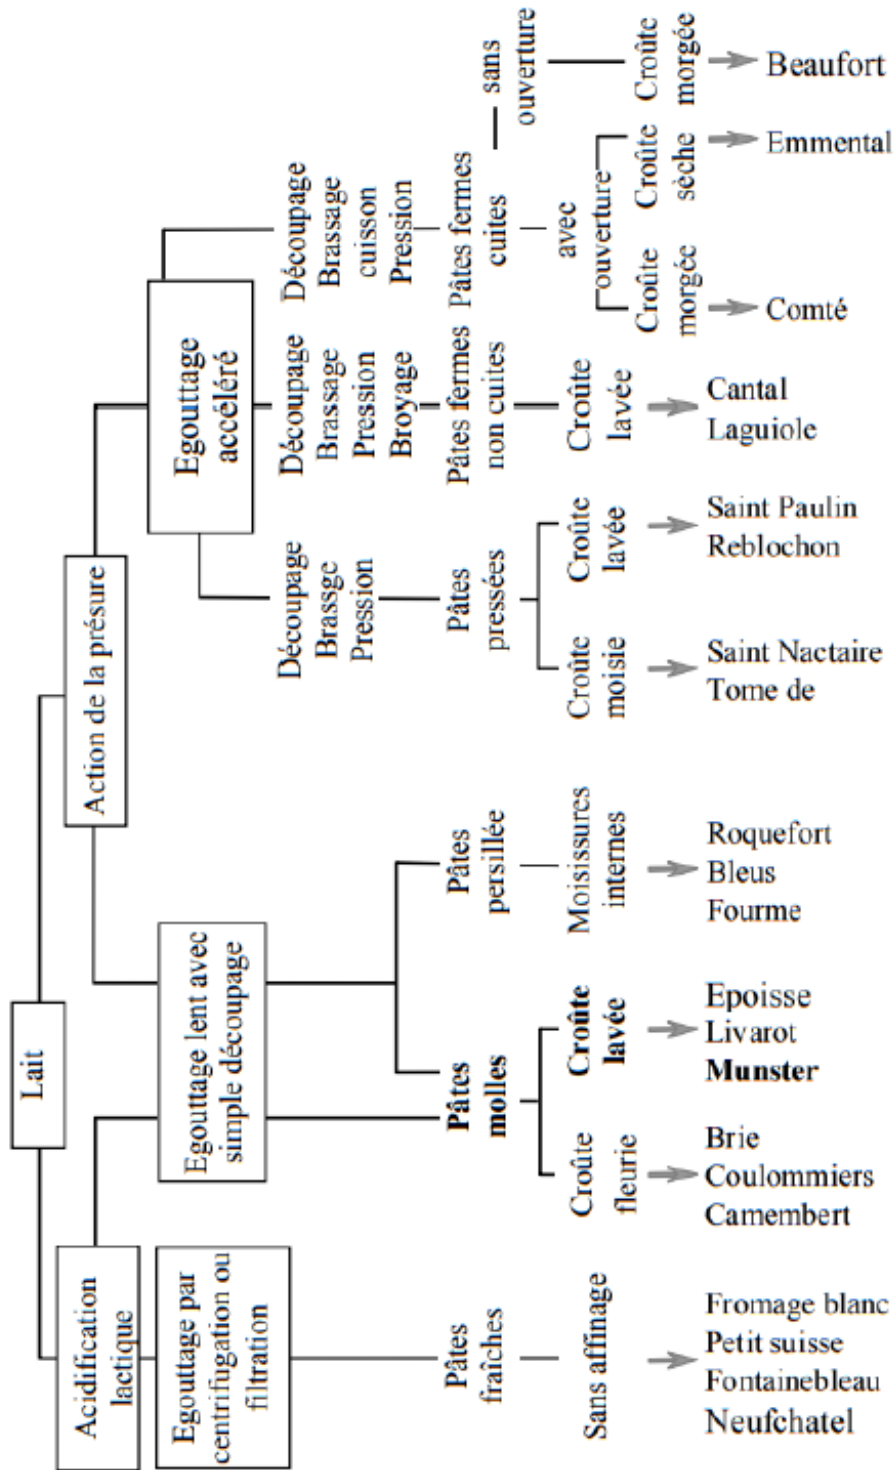 Lait
Acidification
lactique
Action de la présure
Egouttage par
centrifugation ou
filtration
Egouttage lent avec
simple découpage
Egouttage
accéléré
Découpage
Brassge
Pression
Découpage
Brassage
Pression
Broyage
Découpage
Brassage
cuisson
Pression
Pâtes
fraîches
Pâtes
molles
Pâtes
persillée
Pâtes
pressées
Pâtes fermes
non cuites
Pâtes fermes
cuites
avec
ouverture
sans
ouverture
Sans affinage
Croûte
fleurie
Croûte
lavée
Moisissures
internes
Croûte
moisie
Croûte
lavée
Croûte
lavée
Croûte
morgée
Croûte
sèche
Croûte
morgée
Fromage blanc
Petit suisse
Fontainebleau
Neufchatel
Brie
Coulommiers
Camembert
Epoisse
Livarot
Munster
Roquefort
Bleus
Fourme
Saint Nactaire
Tome de
Saint Paulin
Reblochon
Cantal
Laguiole
Comté
Emmental
Beaufort